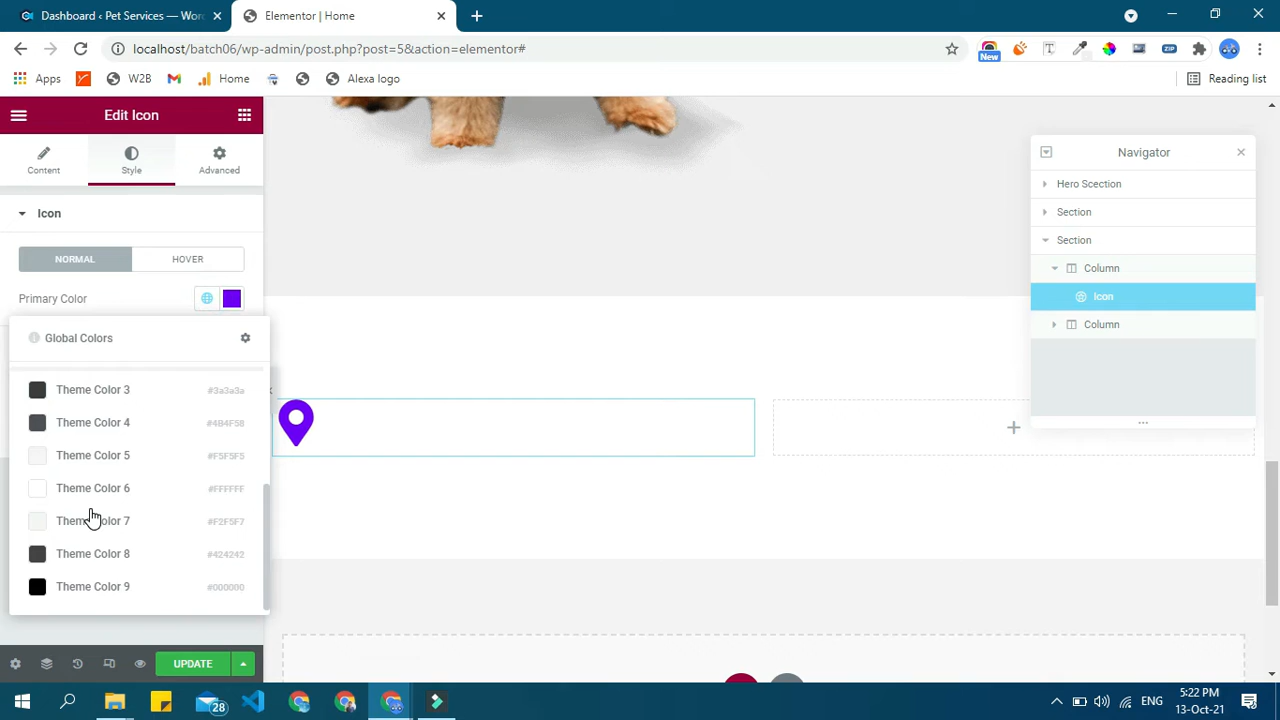 Dashboard ‹ Pet Services — Wor
Elementor | Home
localhost/batch06/wp-admin/post.php?post=5&action=elementor#
New
ZIP
Apps
W2B
Home
Alexa logo
Reading list
Edit Icon
Content
Style
Advanced
Icon
NORMAL
HOVER
Primary Color
Global Colors
Theme Color 3 #3a3a3a
Theme Color 4 #4B4F58
Theme Color 5 #F5F5F5
Theme Color 6 #FFFFFF
Theme Color 7 #F2F5F7
Theme Color 8 #424242
Theme Color 9 #000000
UPDATE
Navigator
Hero Scection
Section
Section
Column
Icon
Column
28
ENG
5:22 PM
13-Oct-21